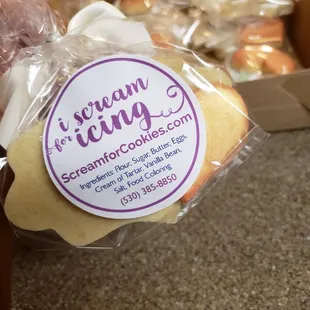 i scream
for icing
ScreamforCookies.com
Ingredients: Flour, Sugar, Butter, Eggs,
Cream of Tartar, Vanilla Bean,
Salt, Food Coloring
(530) 385-8850